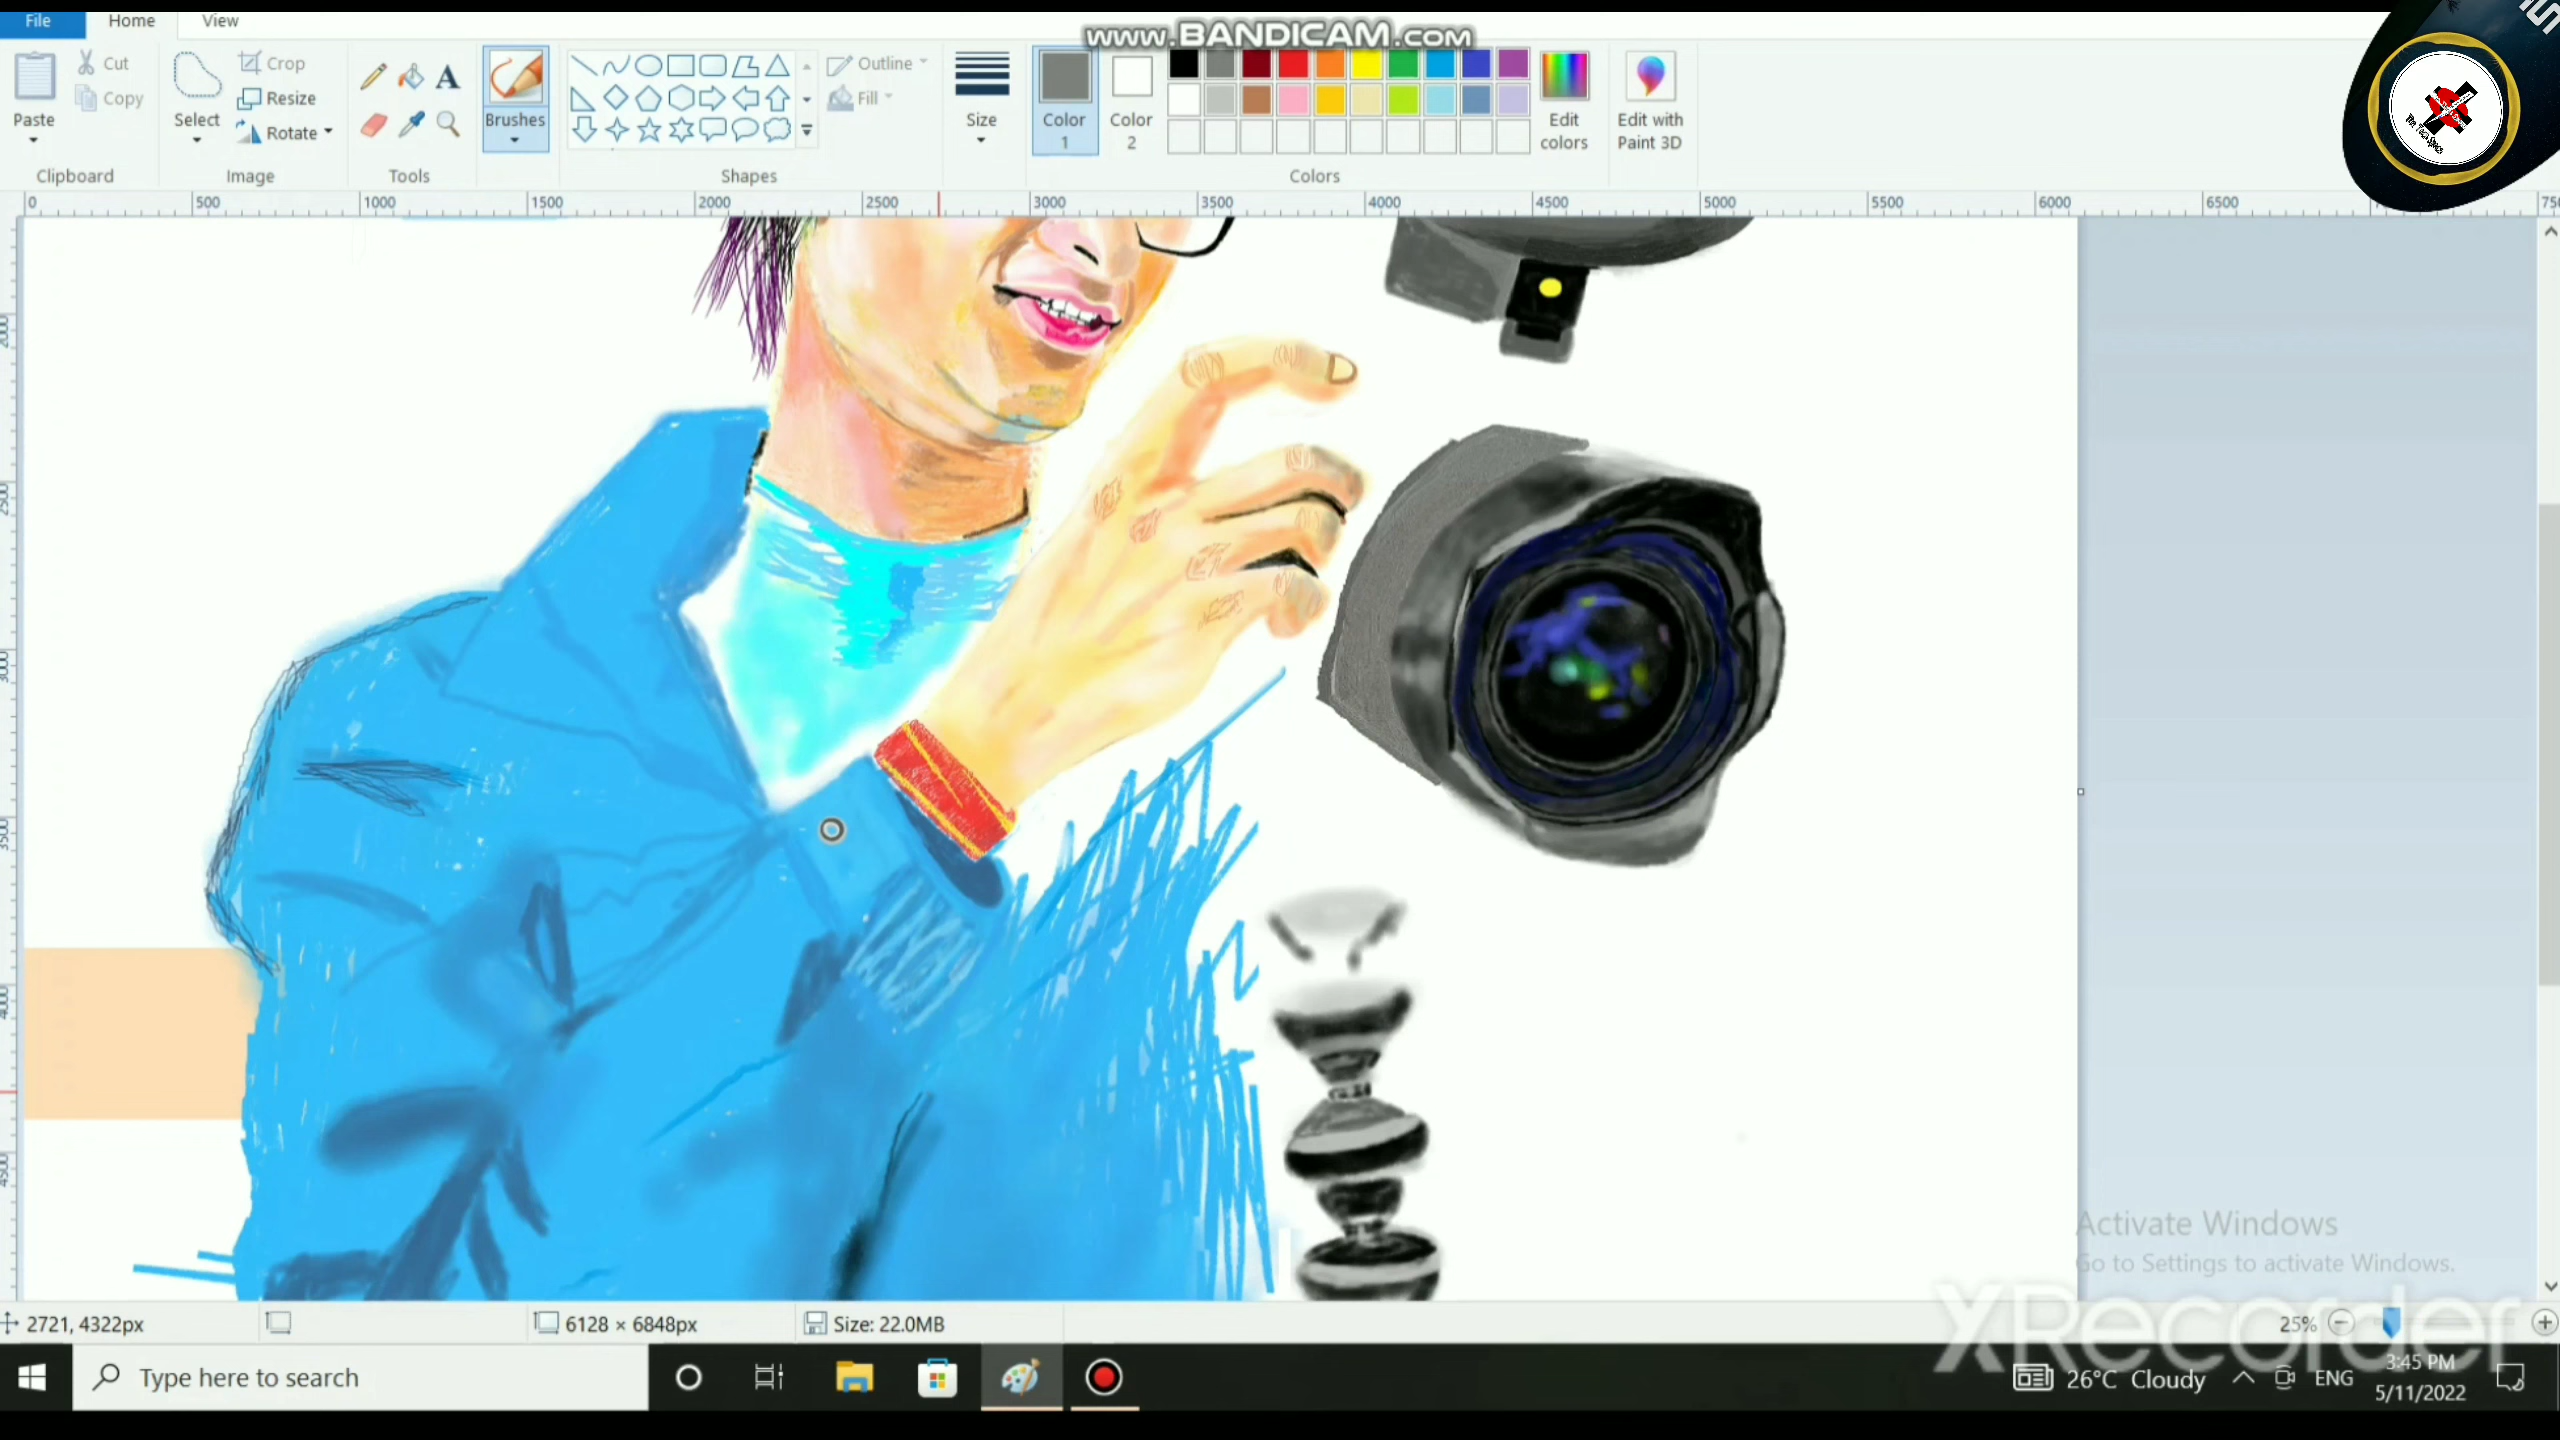 www.BANDICAM.com
File Home View
Cut
Copy
Paste
Clipboard
Crop
Resize
Rotate
Select
Image
A
Tools
Brushes
Outline
Fill
Shapes
Size
Color
1
Color
2
Edit
colors
Edit with
Paint 3D
Colors
0 500 1000 1500 2000 2500 3000 3500 4000 4500 5000 5500 6000 6500
Activate Windows
Go to Settings to activate Windows.
XRecorder
2721, 4322px
6128 × 6848px
Size: 22.0MB
25%
Type here to search
26°C Cloudy
ENG
3:45 PM
5/11/2022